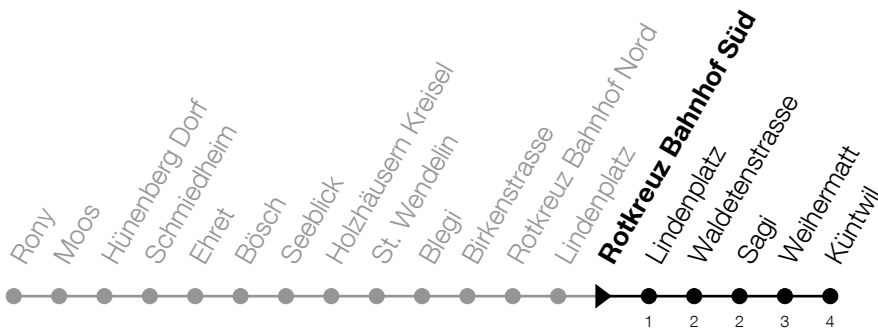 Rony
Moos
Hünenberg Dorf
Schmiedheim
Ehret
Bösch
Seeblick
Holzhäusern Kreisel
St. Wendelin
Blegi
Birkenstrasse
Rotkreuz Bahnhof Nord
Lindenplatz
Rotkreuz Bahnhof Süd
Lindenplatz
Waldetenstrasse
Sagi
Weihermatt
Küntwil
1 2 2 3 4